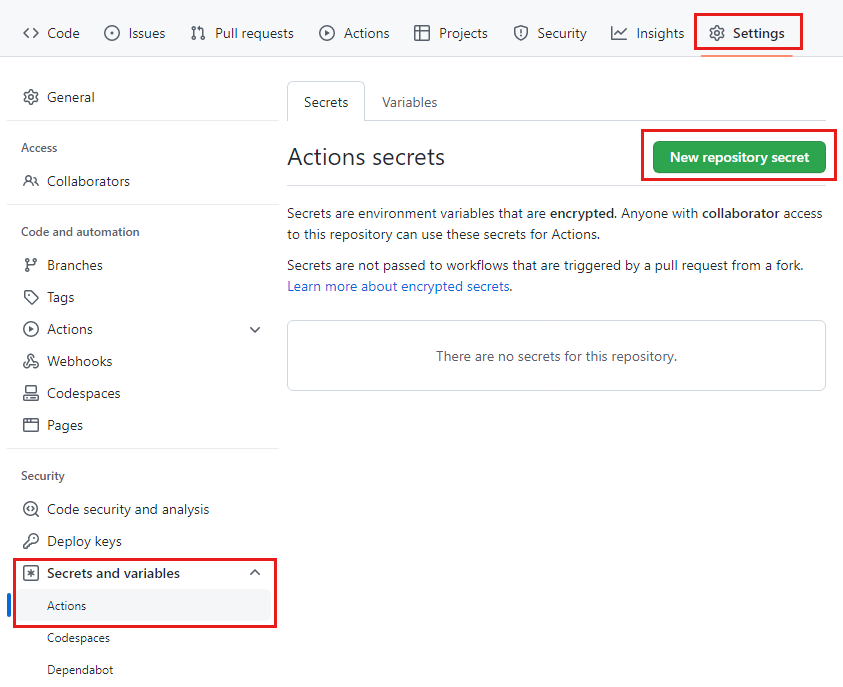 Code Issues Pull requests Actions Projects Security Insights Settings
General
Access
Collaborators
Code and automation
Branches
Tags
Actions
Webhooks
Codespaces
Pages
Security
Code security and analysis
Deploy keys
Secrets and variables
Actions
Codespaces
Dependabot
Secrets Variables
Actions secrets
New repository secret
Secrets are environment variables that are encrypted. Anyone with collaborator access
to this repository can use these secrets for Actions.
Secrets are not passed to workflows that are triggered by a pull request from a fork.
Learn more about encrypted secrets.
There are no secrets for this repository.